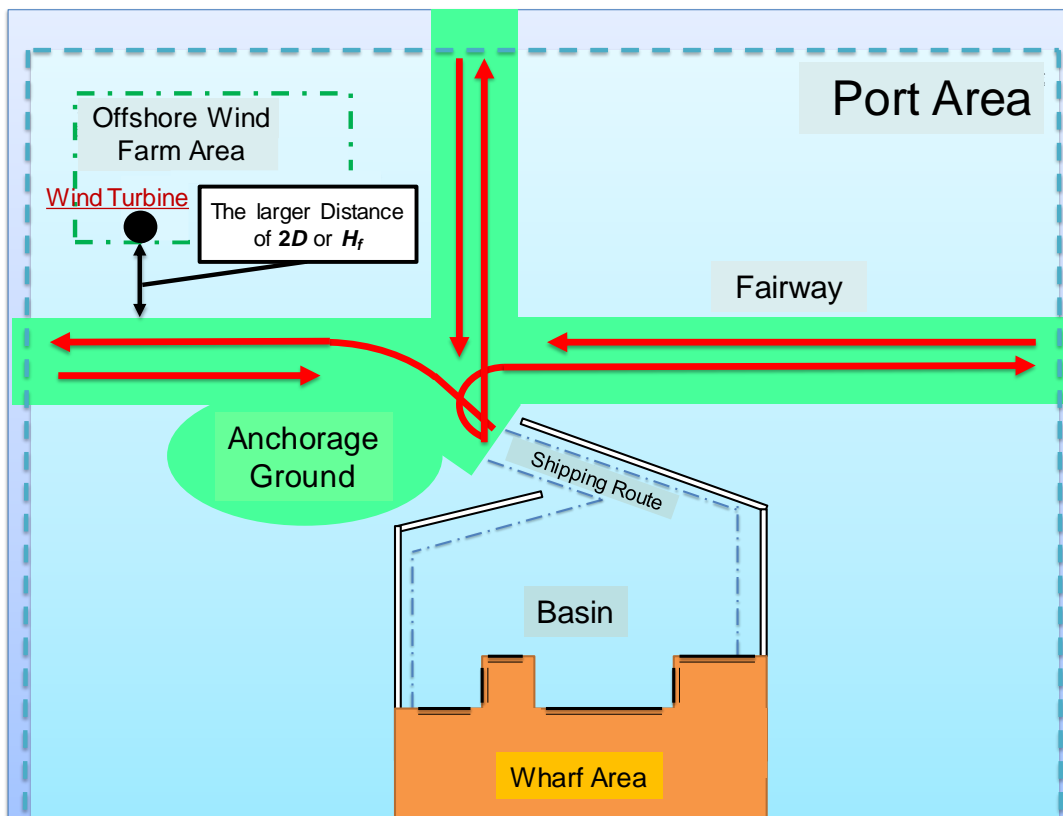 Port Area
Offshore Wind
Farm Area
Wind Turbine
The larger Distance
of 2D or Hf
Fairway
Anchorage
Ground
Shipping Route
Basin
Wharf Area